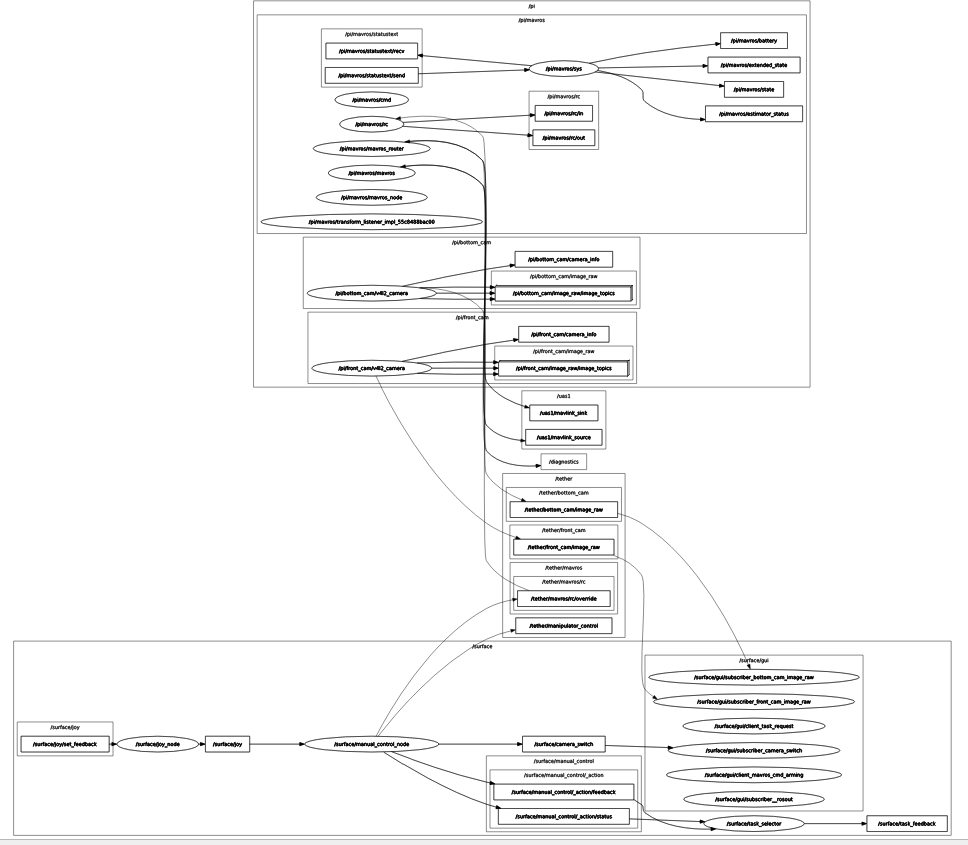 /pi
/pi/mavros
/pi/mavros/statustext
/pi/mavros/statustext/recv
/pi/mavros/statustext/send
/pi/mavros/sys
/pi/mavros/battery
/pi/mavros/extended_state
/pi/mavros/state
/pi/mavros/estimator_status
/pi/mavros/cmd
/pi/mavros/rc
/pi/mavros/rc
/pi/mavros/rc/in
/pi/mavros/rc/out
/pi/mavros/mavros_router
/pi/mavros/mavros
/pi/mavros/mavros_node
/pi/mavros/transform_listener_impl_55c8488bac00
/pi/bottom_cam
/pi/bottom_cam/camera_info
/pi/bottom_cam/image_raw
/pi/bottom_cam/v4l2_camera
/pi/bottom_cam/image_raw/image_topics
/pi/front_cam
/pi/front_cam/camera_info
/pi/front_cam/image_raw
/pi/front_cam/v4l2_camera
/pi/front_cam/image_raw/image_topics
/uas1
/uas1/mavlink_sink
/uas1/mavlink_source
/diagnostics
/tether
/tether/bottom_cam
/tether/bottom_cam/image_raw
/tether/front_cam
/tether/front_cam/image_raw
/tether/mavros
/tether/mavros/rc
/tether/mavros/rc/override
/tether/manipulator_control
/surface
/surface/gui
/surface/gui/subscriber_bottom_cam_image_raw
/surface/gui/subscriber_front_cam_image_raw
/surface/gui/client_task_request
/surface/gui/subscriber_camera_switch
/surface/gui/client_mavros_cmd_arming
/surface/gui/subscriber__rosout
/surface/joy
/surface/joy/set_feedback
/surface/joy_node
/surface/joy
/surface/manual_control_node
/surface/camera_switch
/surface/manual_control
/surface/manual_control/_action
/surface/manual_control/_action/feedback
/surface/manual_control/_action/status
/surface/task_selector
/surface/task_feedback